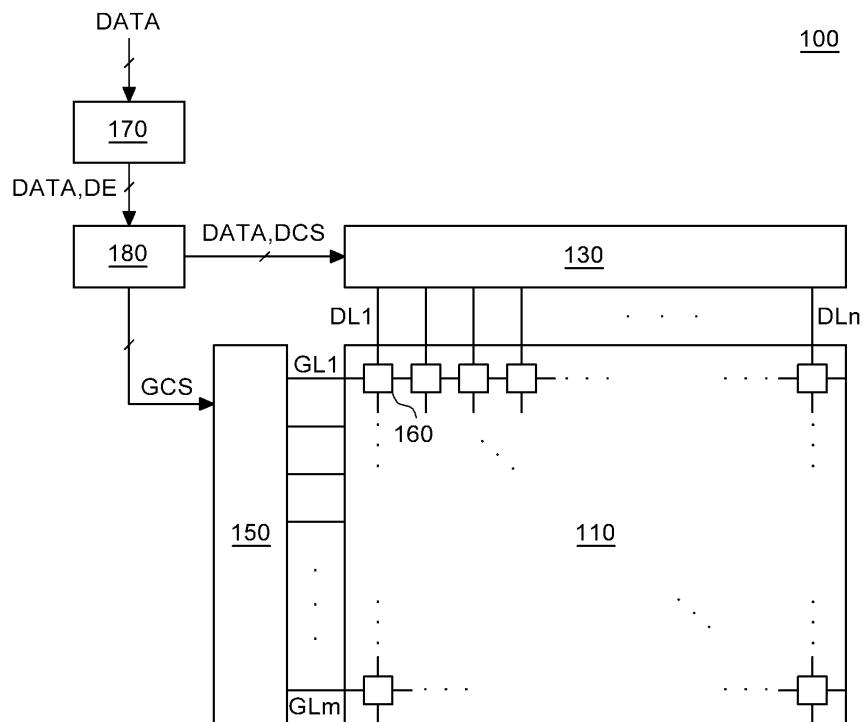 DATA
100
170
DATA,DE
180
DATA,DCS
130
DL1
DLn
GCS
GL1
160
150
110
GLm